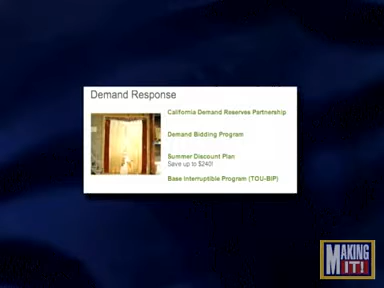 Demand Response
California Demand Reserves Partnership
Demand Bidding Program
Summer Discount Plan
Save up to $240!
Base Interruptible Program (TOU-BIP)
MAKING
IT!